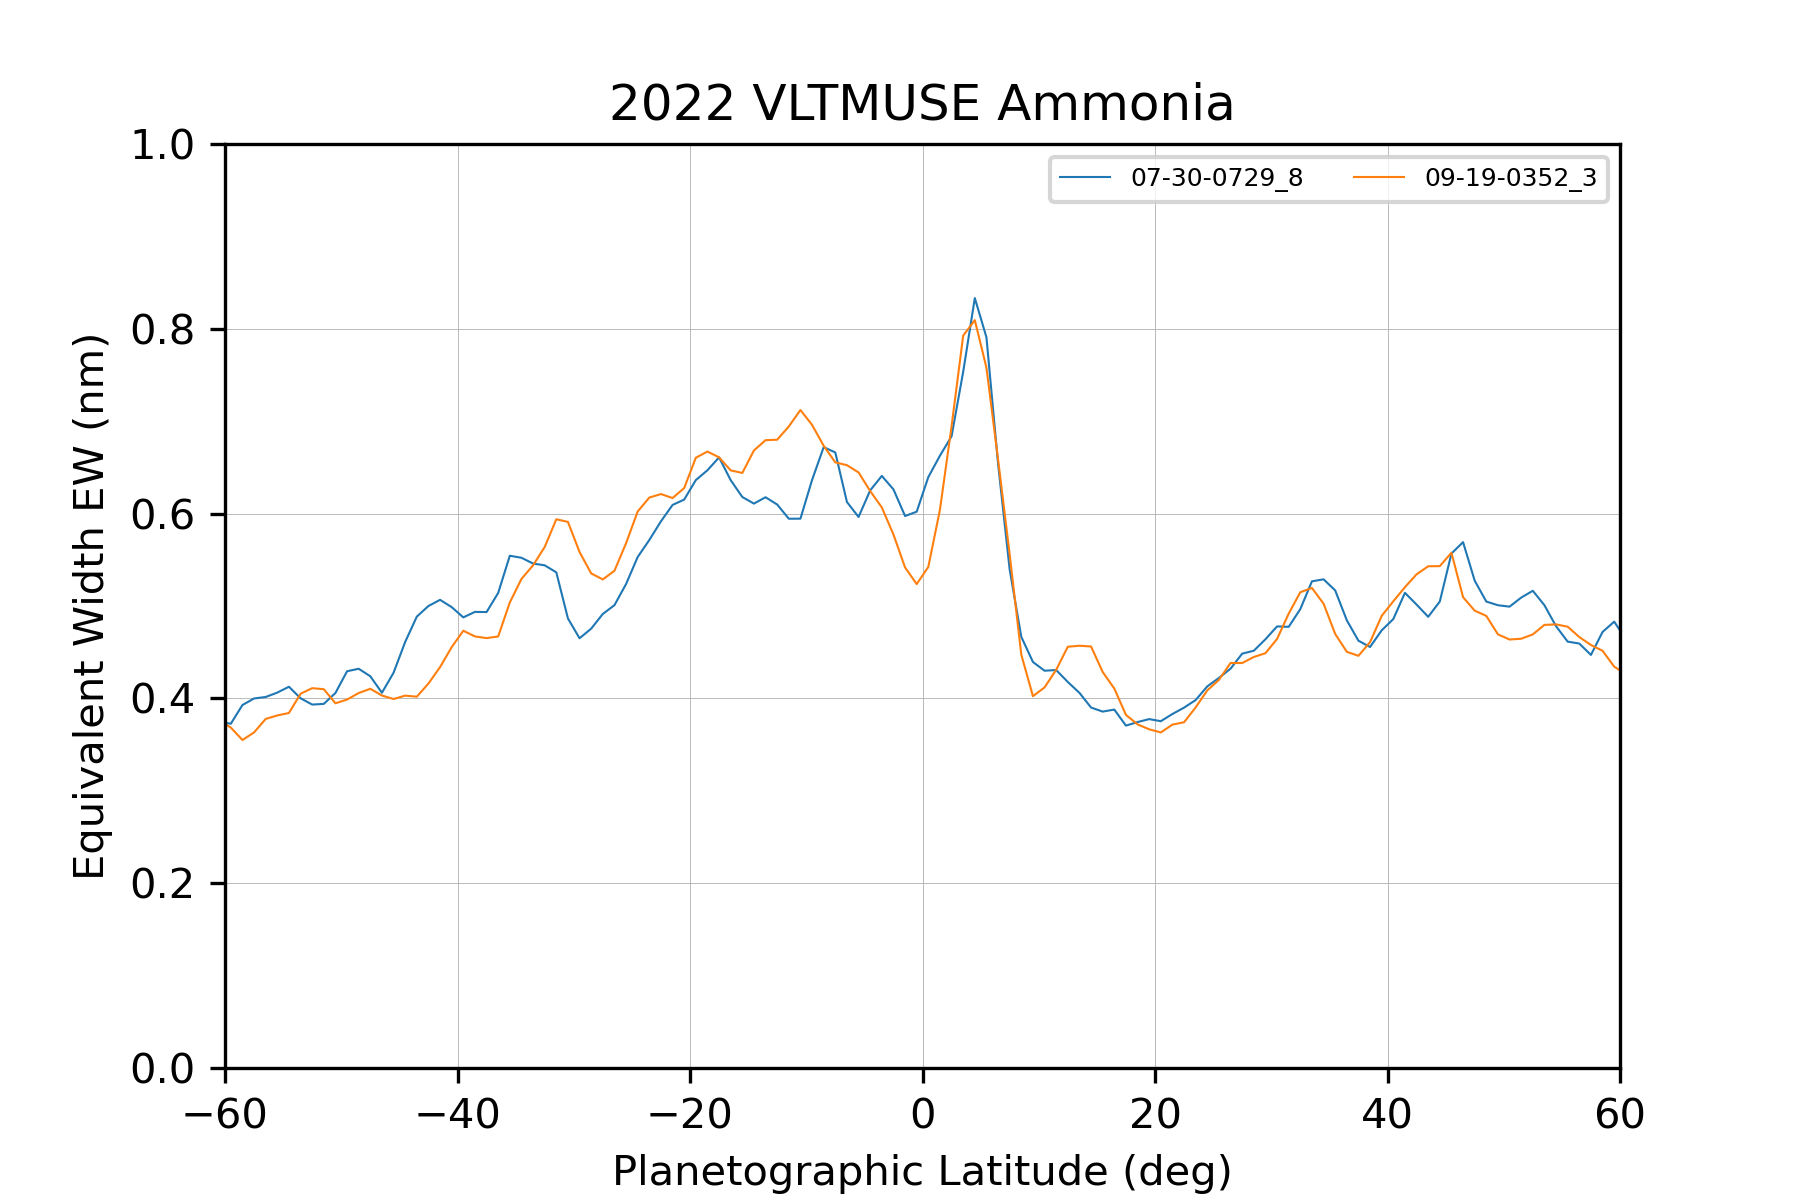 2022 VLTMUSE Ammonia
07-30-0729_8 09-19-0352_3
Equivalent Width EW (nm)
1.0
0.8
0.6
0.4
0.2
0.0
−60 −40 −20 0 20 40 60
Planetographic Latitude (deg)